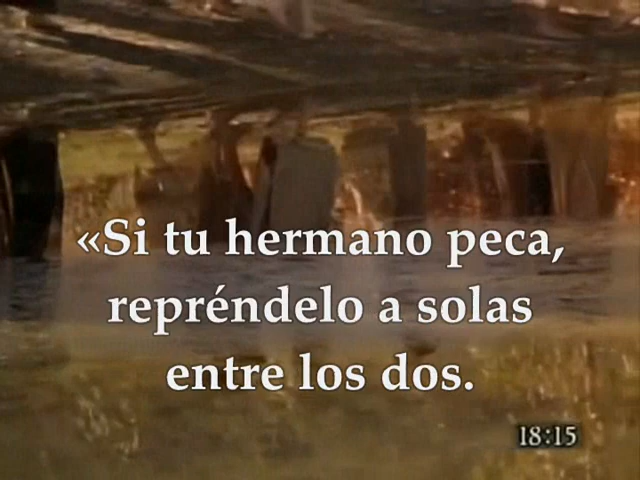 «Si tu hermano peca,
repréndelo a solas
entre los dos.
18:15